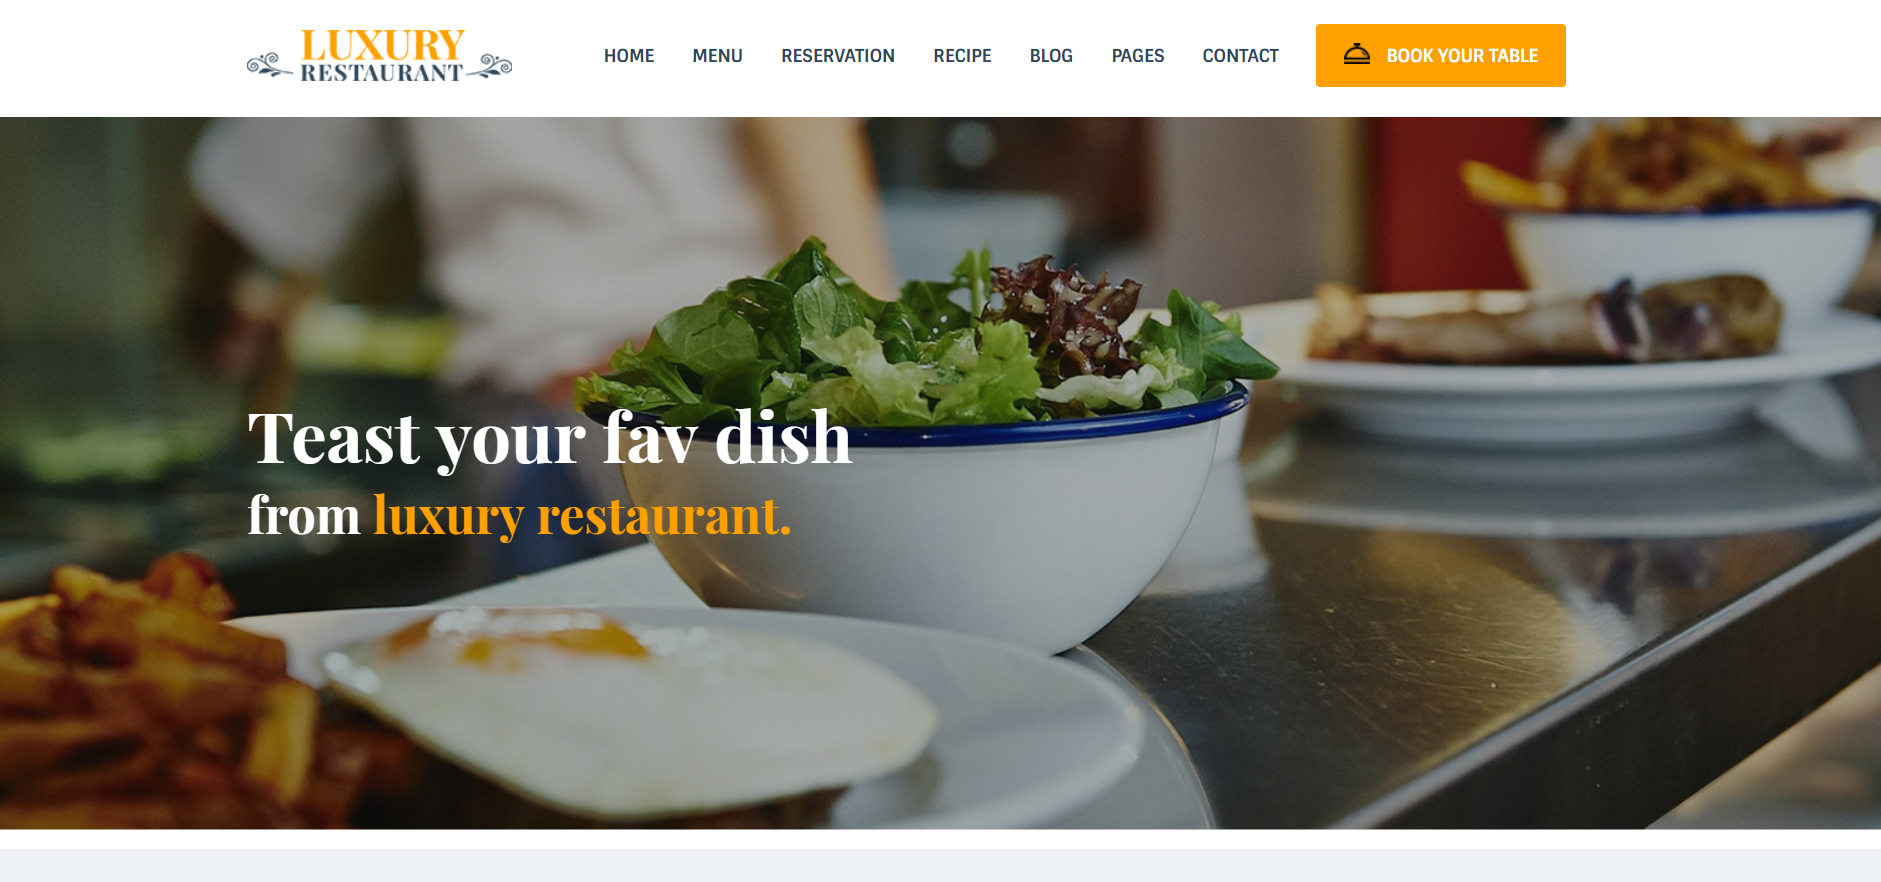 LUXURY
RESTAURANT
HOME MENU RESERVATION RECIPE BLOG PAGES CONTACT BOOK YOUR TABLE
Teast your fav dish
from luxury restaurant.